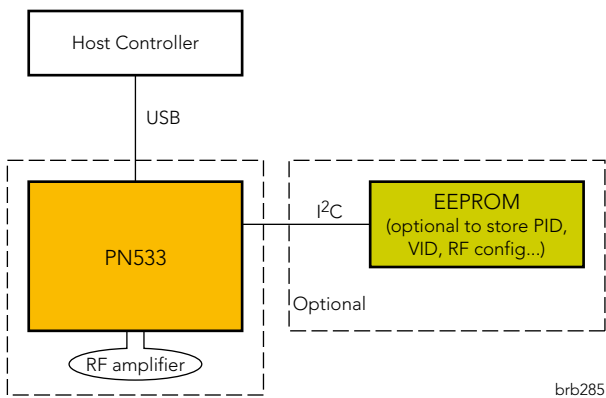 Host Controller
USB
I²C
EEPROM
(optional to store PID,
VID, RF config...)
PN533
Optional
RF amplifier
brb285